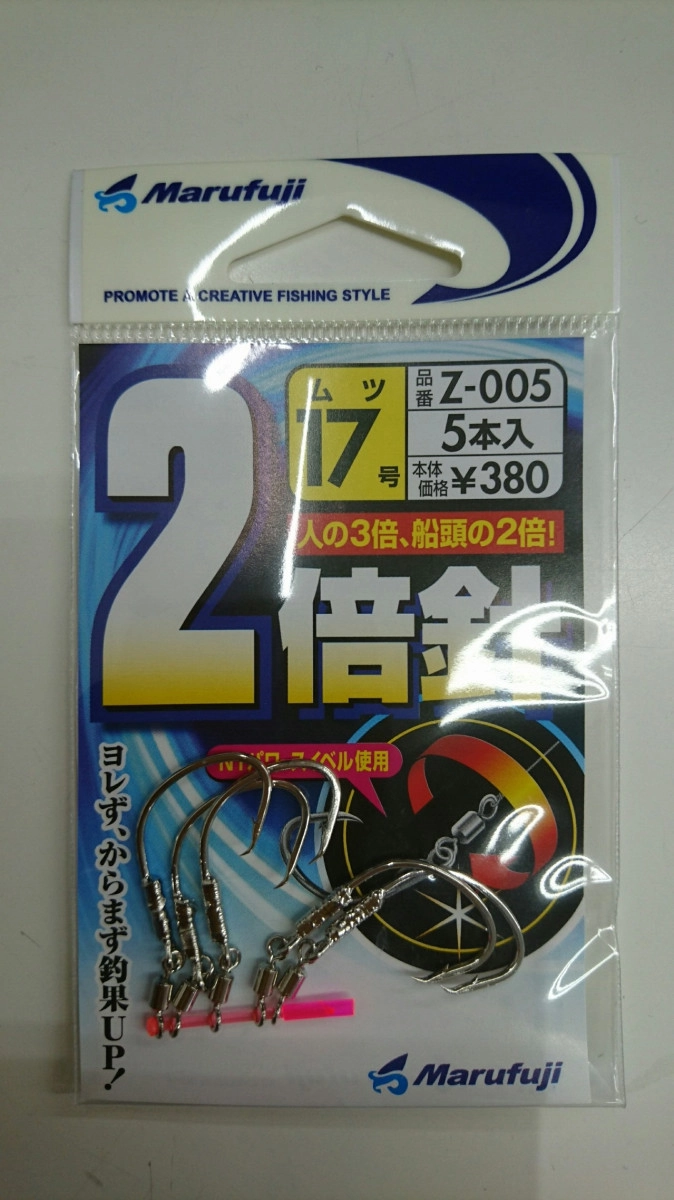 Marufuji
PROMOTE A CREATIVE FISHING STYLE
ムツ
17号
品番 Z-005
5本入
本体価格 ¥380
人の3倍、船頭の2倍!
2倍針
NTパワースイベル使用
ヨレず、からまず釣果UP!
Marufuji